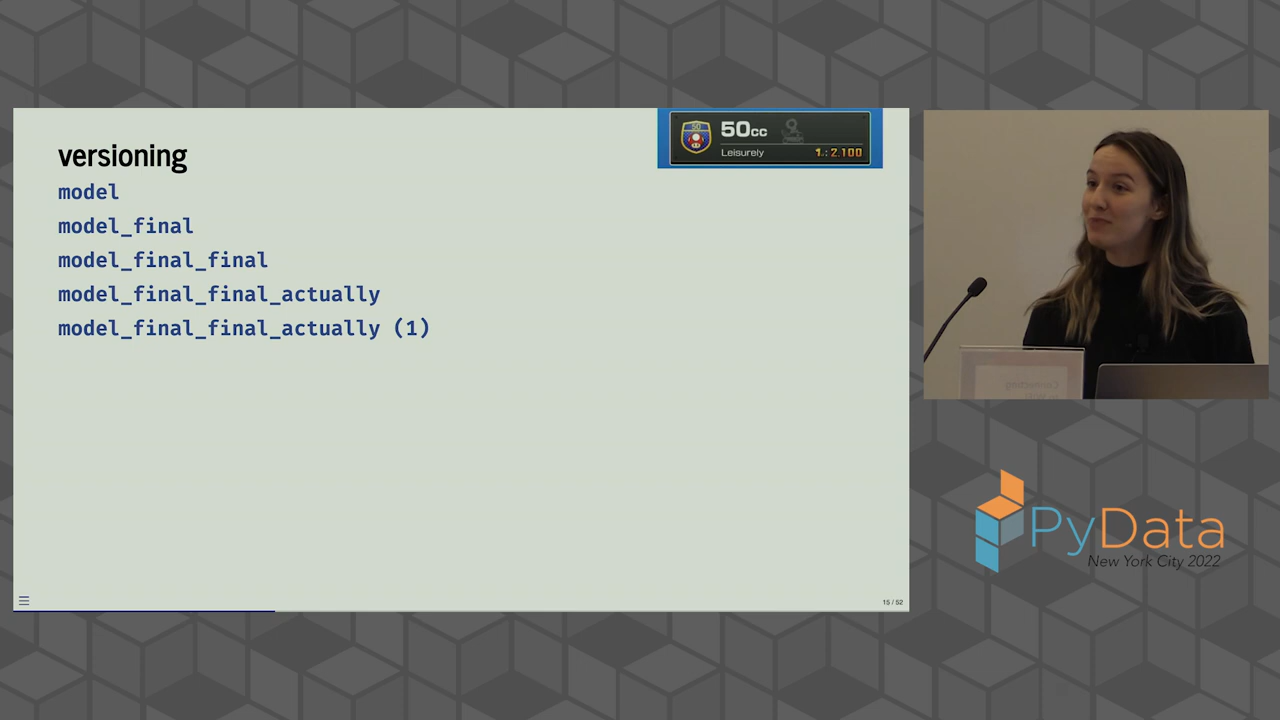 versioning
model
model_final
model_final_final
model_final_final_actually
model_final_final_actually (1)
50cc
Leisurely
1.: 2.100
15 / 52
PyData
New York City 2022